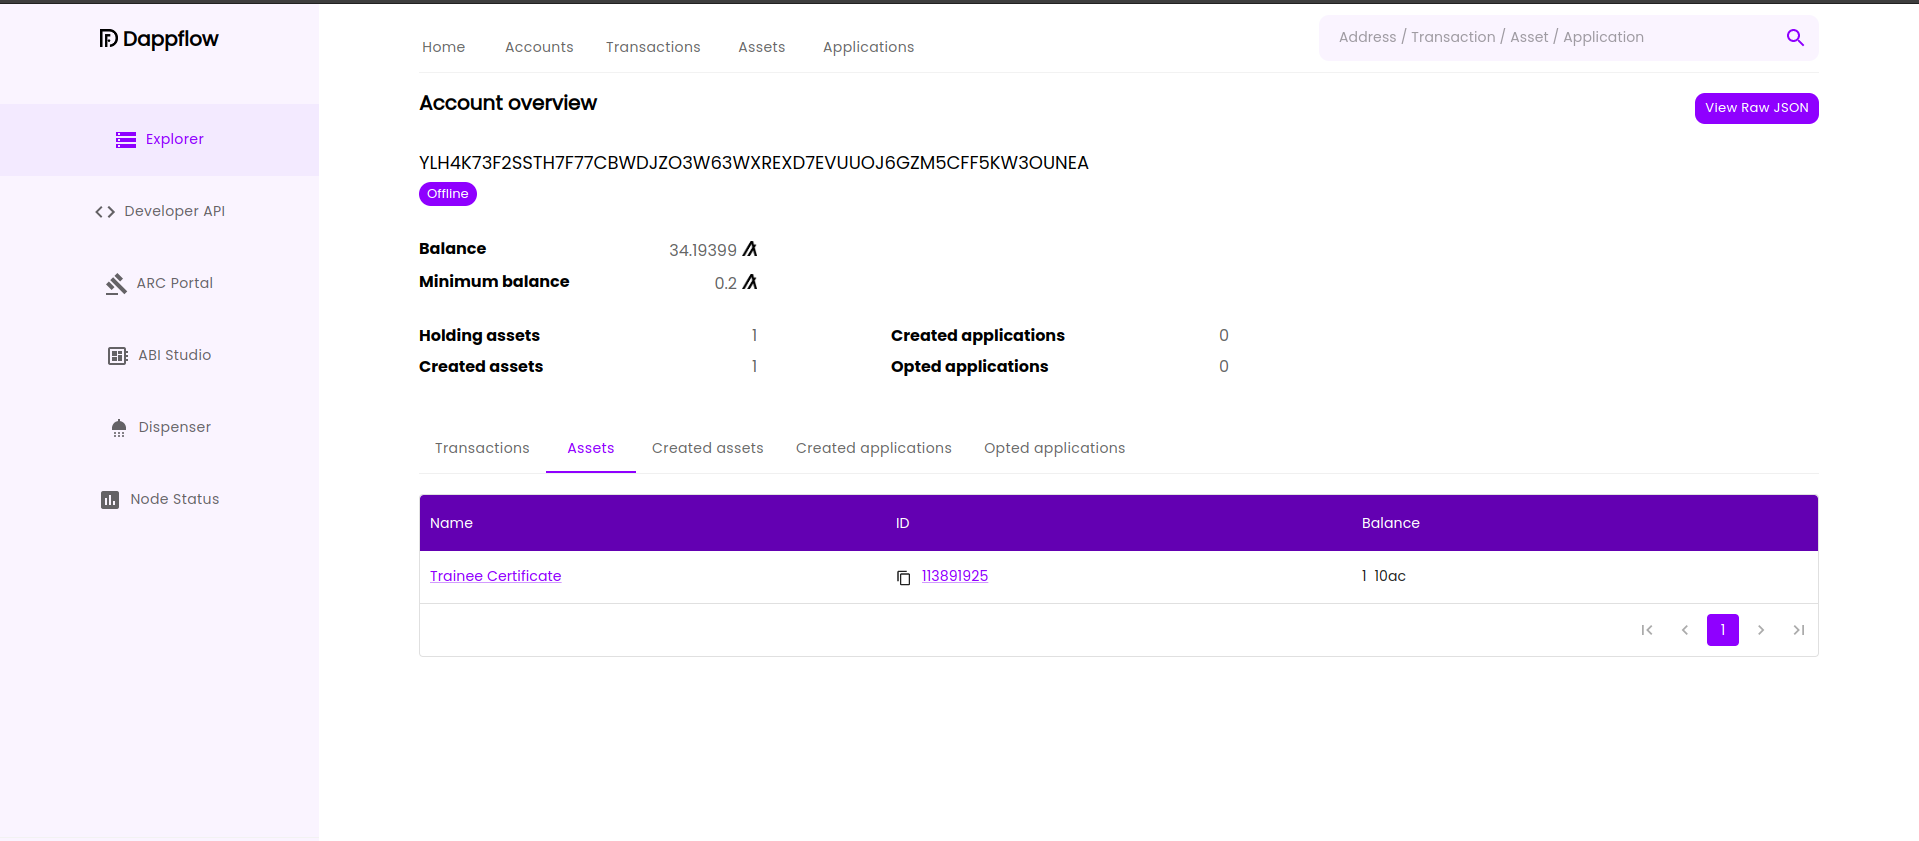 Dappflow
Home Accounts Transactions Assets Applications
Address / Transaction / Asset / Application
Explorer
Developer API
ARC Portal
ABI Studio
Dispenser
Node Status
Account overview
View Raw JSON
YLH4K73F2SSTH7F77CBWDJZO3W63WXREXD7EVUUOJ6GZM5CFF5KW3OUNEA
Offline
Balance 34.19399
Minimum balance 0.2
Holding assets 1 Created applications 0
Created assets 1 Opted applications 0
Transactions Assets Created assets Created applications Opted applications
Name ID Balance
Trainee Certificate 113891925 1 10ac
1